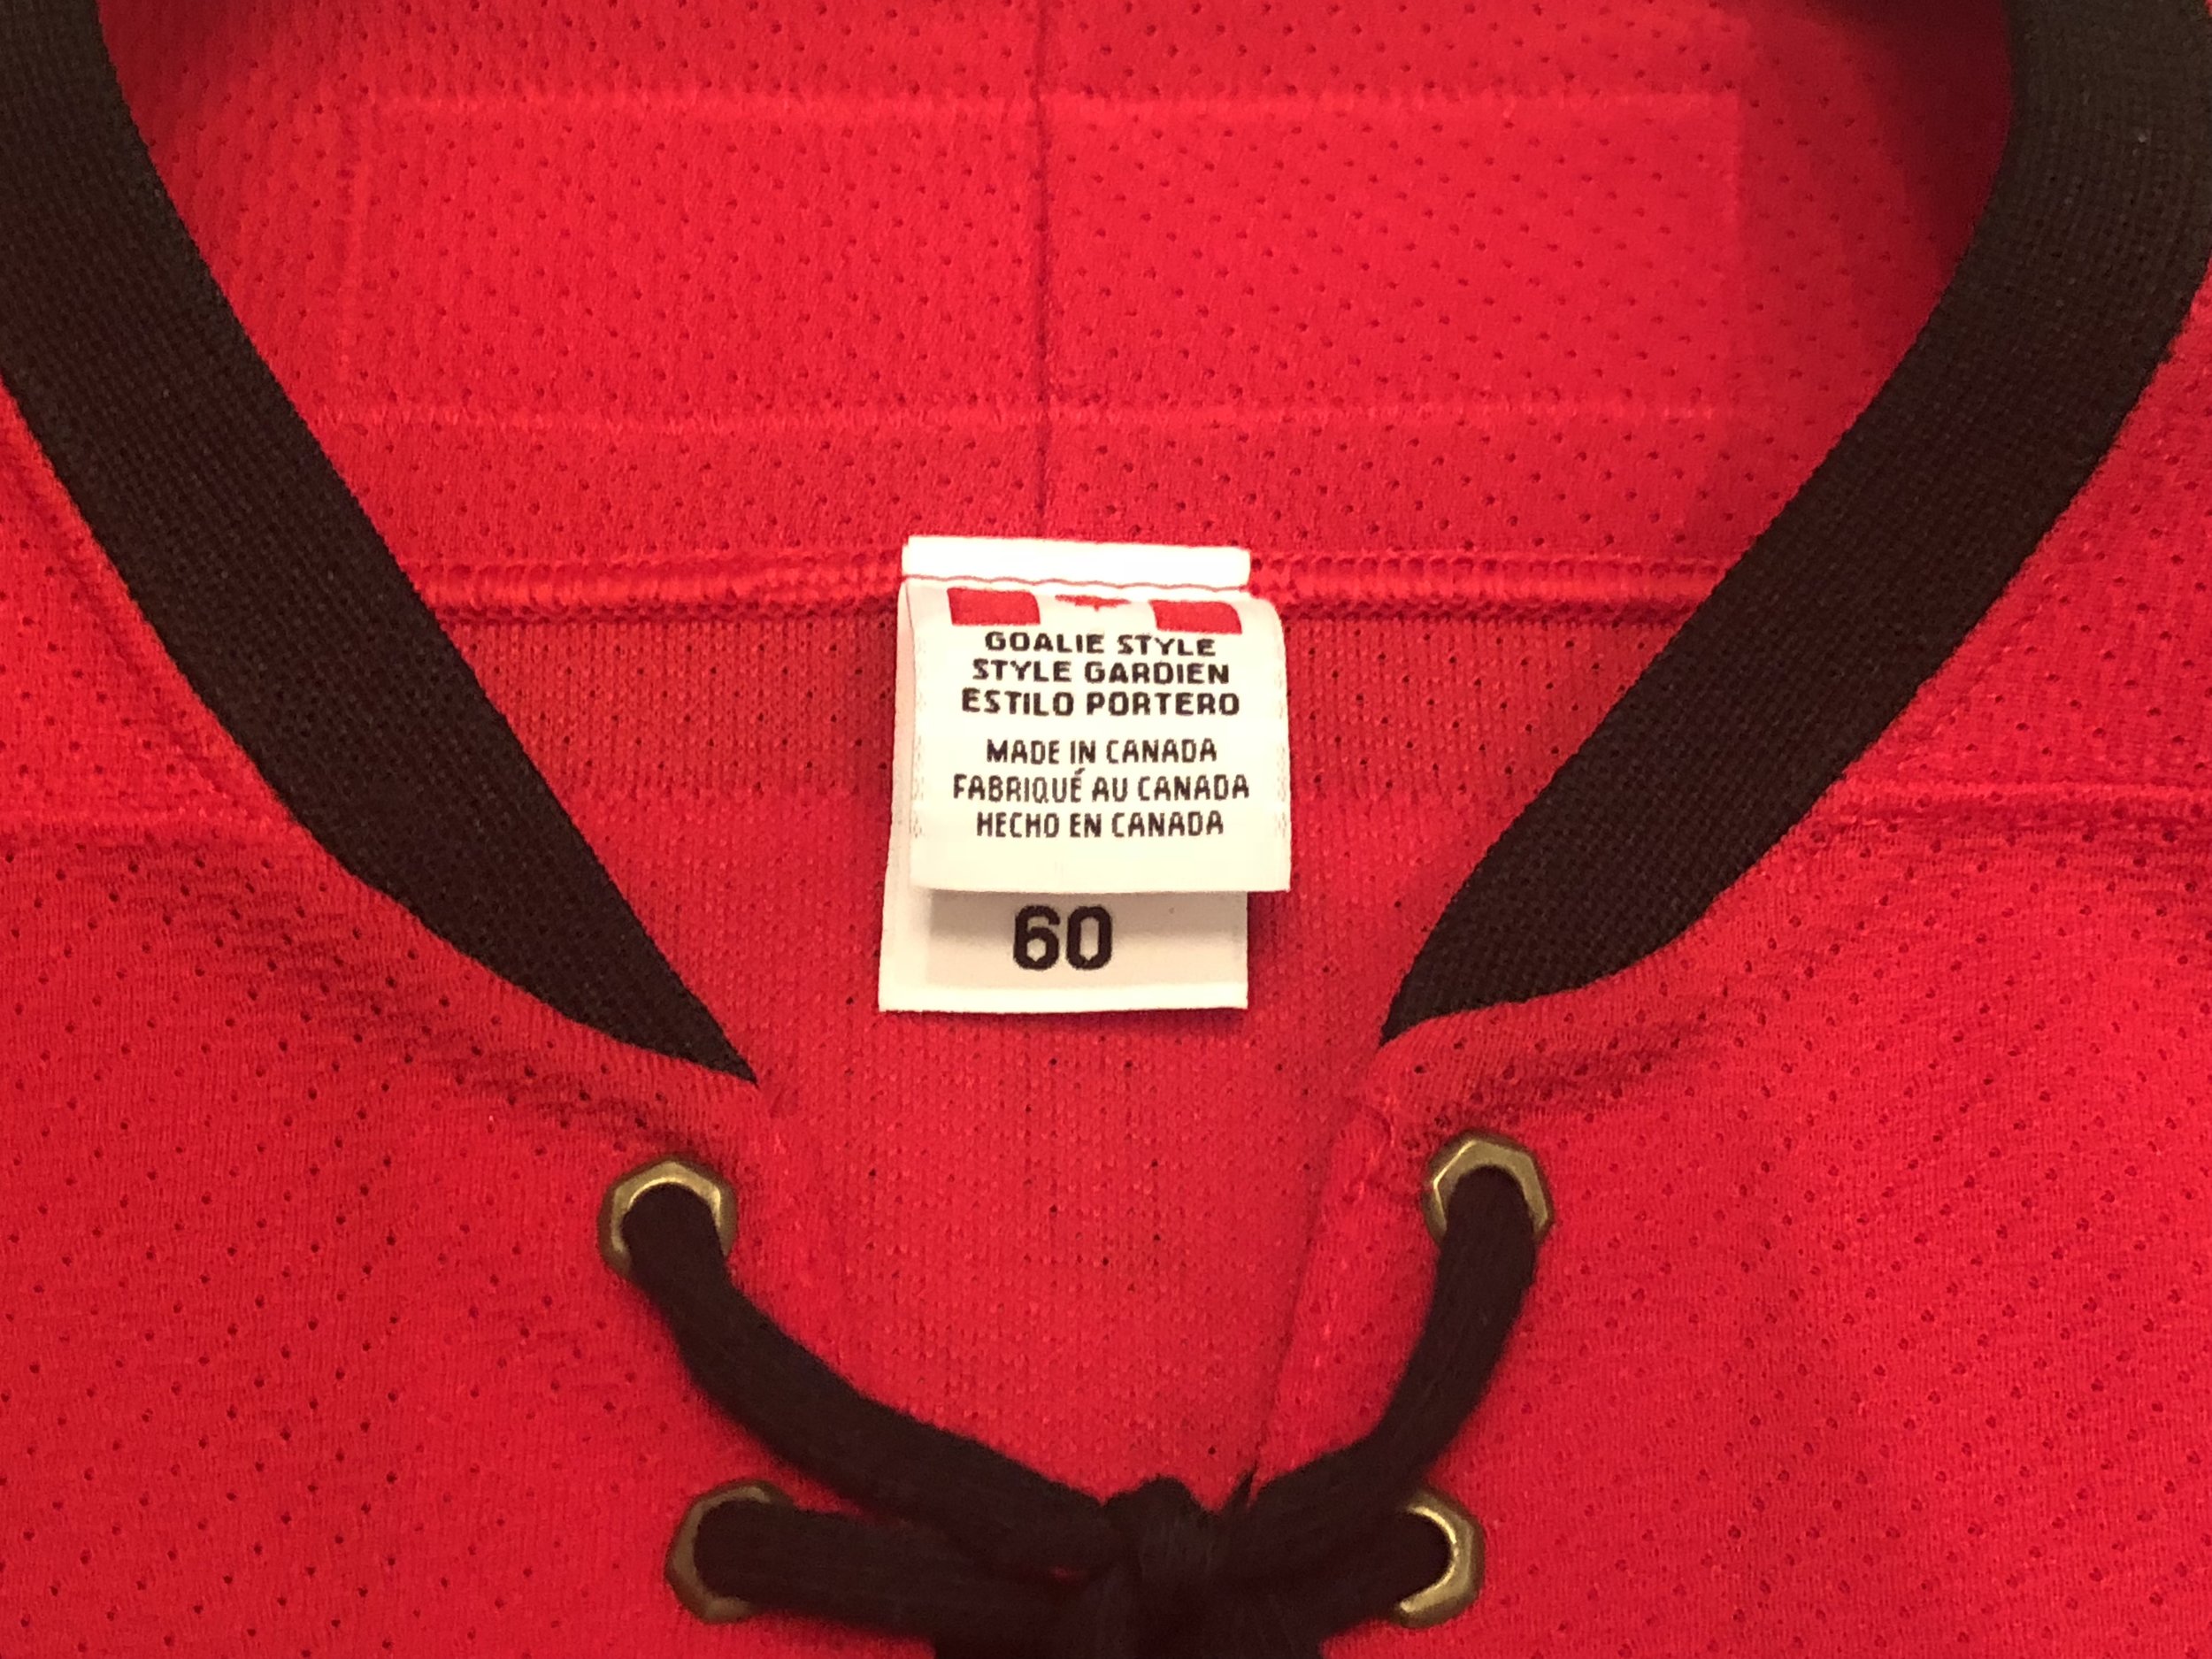 GOALIE STYLE
STYLE GARDIEN
ESTILO PORTERO
MADE IN CANADA
FABRIQUÉ AU CANADA
HECHO EN CANADA
60